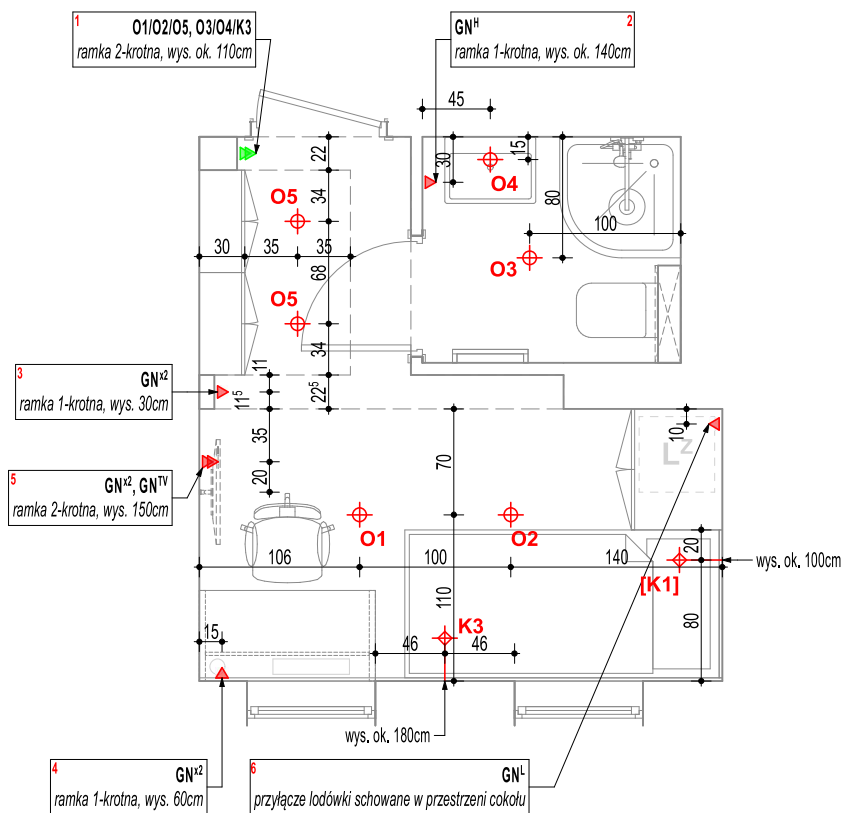 1
O1/O2/O5, O3/O4/K3
ramka 2-krotna, wys. ok. 110cm
GNᴴ 2
ramka 1-krotna, wys. ok. 140cm
45
22
30
15
O4
34
80
O5
100
30
35
35
O3
68
O5
34
3
GNˣ²
ramka 1-krotna, wys. 30cm
11
11⁵
22⁵
10
LZ
35
70
5
GNˣ², GNᵀⱽ
ramka 2-krotna, wys. 150cm
20
O1
O2
20
106
100
140
wys. ok. 100cm
[K1]
110
80
15
K3
46
46
wys. ok. 180cm
4
GNˣ²
ramka 1-krotna, wys. 60cm
6
GNᴸ
przyłącze lodówki schowane w przestrzeni cokołu